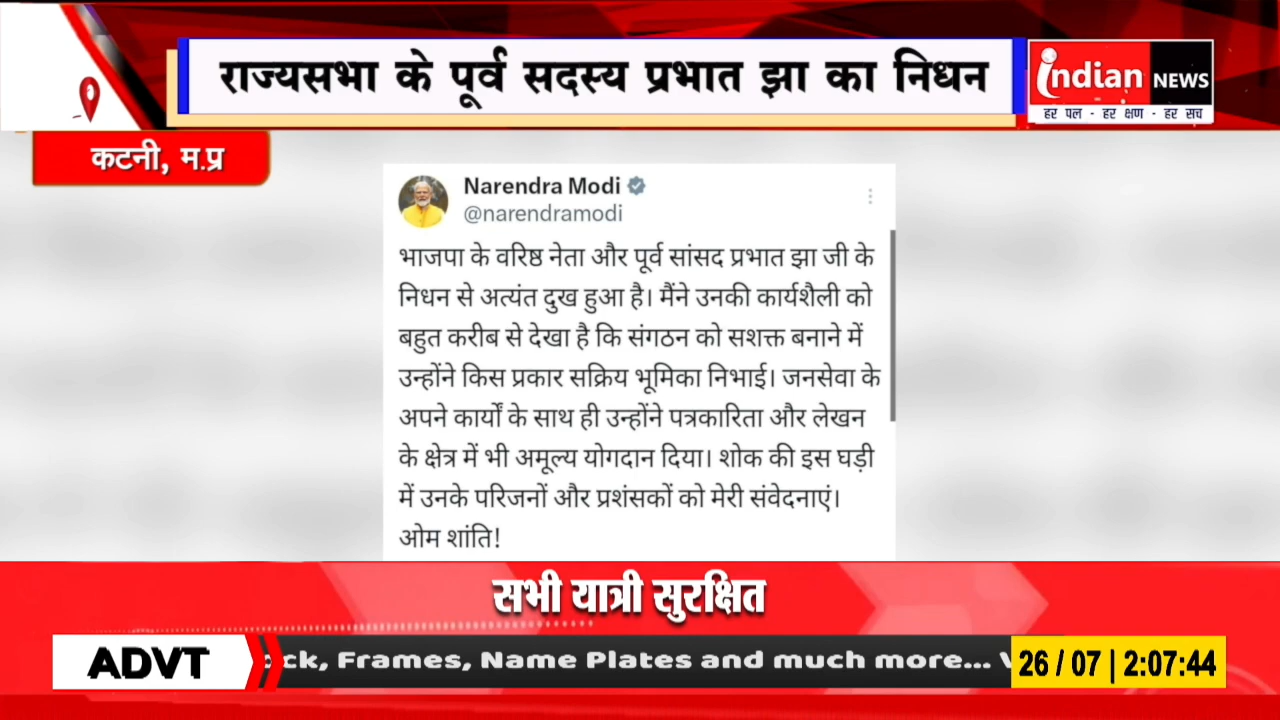 राज्यसभा के पूर्व सदस्य प्रभात झा का निधन
indian NEWS
हर पल - हर क्षण - हर सच
कटनी, म.प्र
Narendra Modi
@narendramodi
भाजपा के वरिष्ठ नेता और पूर्व सांसद प्रभात झा जी के
निधन से अत्यंत दुख हुआ है। मैंने उनकी कार्यशैली को
बहुत करीब से देखा है कि संगठन को सशक्त बनाने में
उन्होंने किस प्रकार सक्रिय भूमिका निभाई। जनसेवा के
अपने कार्यों के साथ ही उन्होंने पत्रकारिता और लेखन
के क्षेत्र में भी अमूल्य योगदान दिया। शोक की इस घड़ी
में उनके परिजनों और प्रशंसकों को मेरी संवेदनाएं।
ओम शांति!
सभी यात्री सुरक्षित
ADVT
ck, Frames, Name Plates and much more...
26 / 07 | 2:07:44